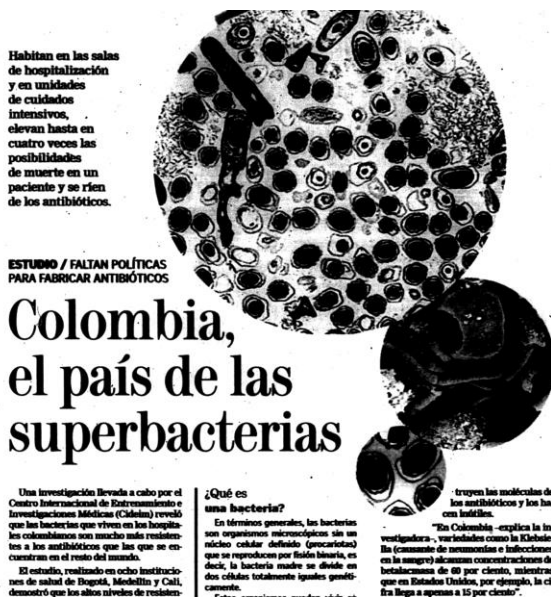 Habitan en las salas
de hospitalización
y en unidades
de cuidados
intensivos,
elevan hasta en
cuatro veces las
posibilidades
de muerte en un
paciente y se ríen
de los antibióticos.
ESTUDIO / FALTAN POLÍTICAS
PARA FABRICAR ANTIBIÓTICOS
Colombia,
el país de las
superbacterias
Una investigación llevada a cabo por el
Centro Internacional de Entrenamiento e
Investigaciones Médicas (Cideim) reveló
que las bacterias que viven en los hospita-
les colombianos son mucho más resisten-
tes a los antibióticos que las que se en-
cuentran en el resto del mundo.
El estudio, realizado en ocho institucio-
nes de salud de Bogotá, Medellín y Cali,
demostró que los altos niveles de resisten-
¿Qué es
una bacteria?
En términos generales, las bacterias
son organismos microscópicos sin un
núcleo celular definido (procariotas)
que se reproducen por fisión binaria, es
decir, la bacteria madre se divide en
dos células totalmente iguales genéti-
camente.
Estos organismos pueden
truyen las moléculas de
los antibióticos y los ha-
cen inútiles.
"En Colombia –explica la in-
vestigadora–, variedades como la Klebsie-
lla (causante de neumonías e infecciones
en la sangre) alcanzan concentraciones de
betalacmasa de 60 por ciento, mientras
que en Estados Unidos, por ejemplo, la ci-
fra llega a apenas a 15 por ciento".